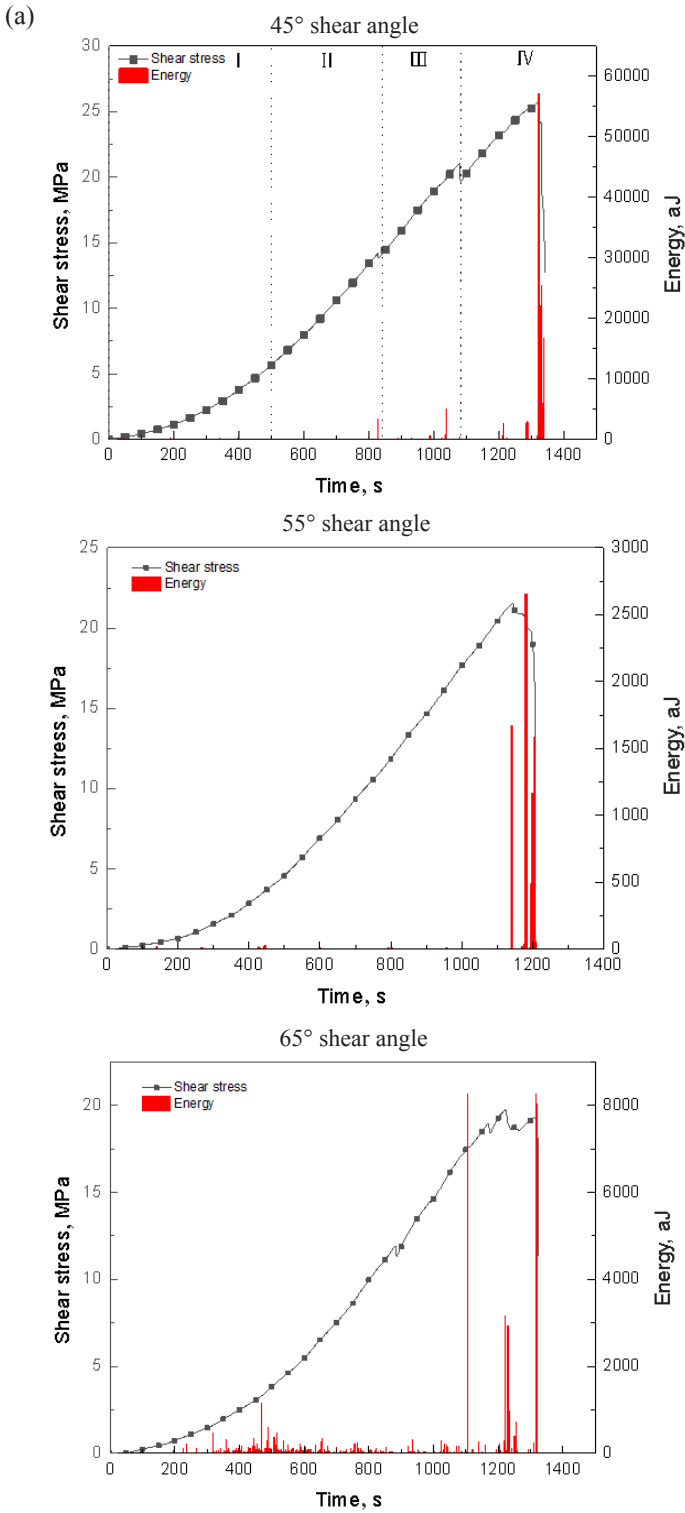 (a)
45° shear angle
30
25
20
15
10
5
0
Shear stress, MPa
Shear stress
Energy
I
II
III
IV
60000
50000
40000
30000
20000
10000
0
Energy, aJ
0 200 400 600 800 1000 1200 1400
Time, s
55° shear angle
25
20
15
10
5
0
Shear stress, MPa
Shear stress
Energy
3000
2500
2000
1500
1000
500
0
Energy, aJ
0 200 400 600 800 1000 1200 1400
Time, s
65° shear angle
20
15
10
5
0
Shear stress, MPa
Shear stress
Energy
8000
6000
4000
2000
0
Energy, aJ
0 200 400 600 800 1000 1200 1400
Time, s